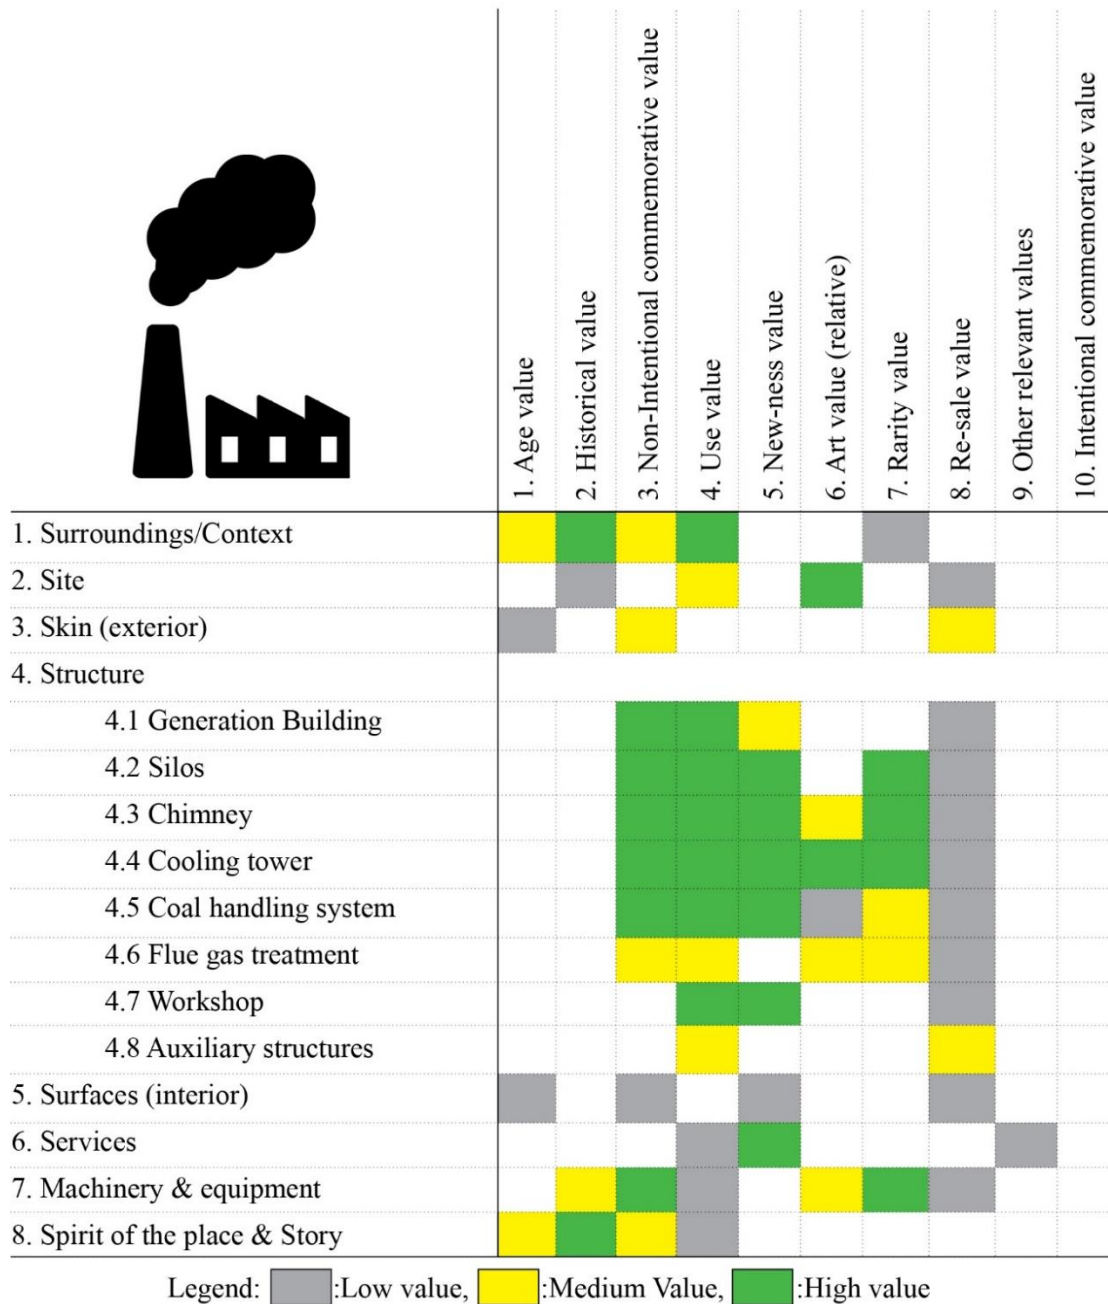 1. Age value
2. Historical value
3. Non-Intentional commemorative value
4. Use value
5. New-ness value
6. Art value (relative)
7. Rarity value
8. Re-sale value
9. Other relevant values
10. Intentional commemorative value
1. Surroundings/Context
2. Site
3. Skin (exterior)
4. Structure
4.1 Generation Building
4.2 Silos
4.3 Chimney
4.4 Cooling tower
4.5 Coal handling system
4.6 Flue gas treatment
4.7 Workshop
4.8 Auxiliary structures
5. Surfaces (interior)
6. Services
7. Machinery & equipment
8. Spirit of the place & Story
Legend: :Low value, :Medium Value, :High value